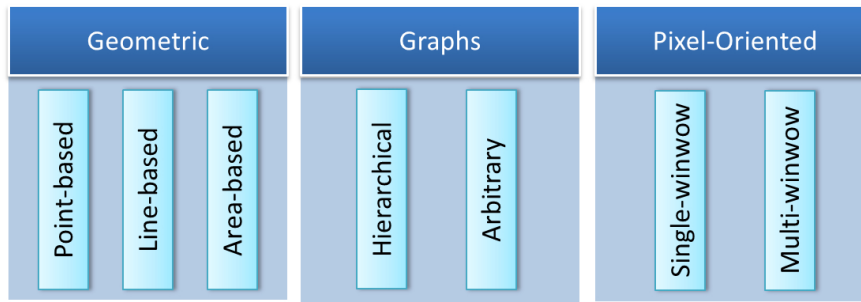 Geometric
Graphs
Pixel-Oriented
Point-based
Line-based
Area-based
Hierarchical
Arbitrary
Single-winwow
Multi-winwow